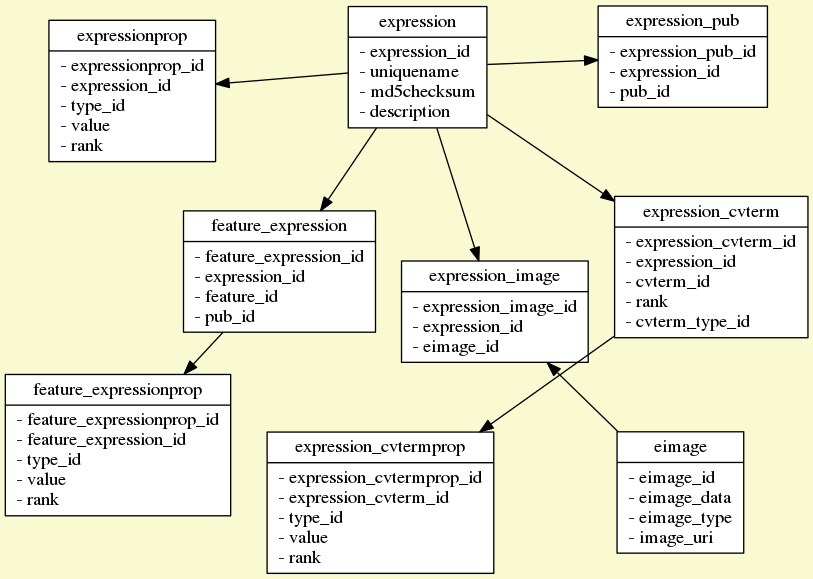 expressionprop
- expressionprop_id
- expression_id
- type_id
- value
- rank
expression
- expression_id
- uniquename
- md5checksum
- description
expression_pub
- expression_pub_id
- expression_id
- pub_id
feature_expression
- feature_expression_id
- expression_id
- feature_id
- pub_id
expression_image
- expression_image_id
- expression_id
- eimage_id
expression_cvterm
- expression_cvterm_id
- expression_id
- cvterm_id
- rank
- cvterm_type_id
feature_expressionprop
- feature_expressionprop_id
- feature_expression_id
- type_id
- value
- rank
expression_cvtermprop
- expression_cvtermprop_id
- expression_cvterm_id
- type_id
- value
- rank
eimage
- eimage_id
- eimage_data
- eimage_type
- image_uri